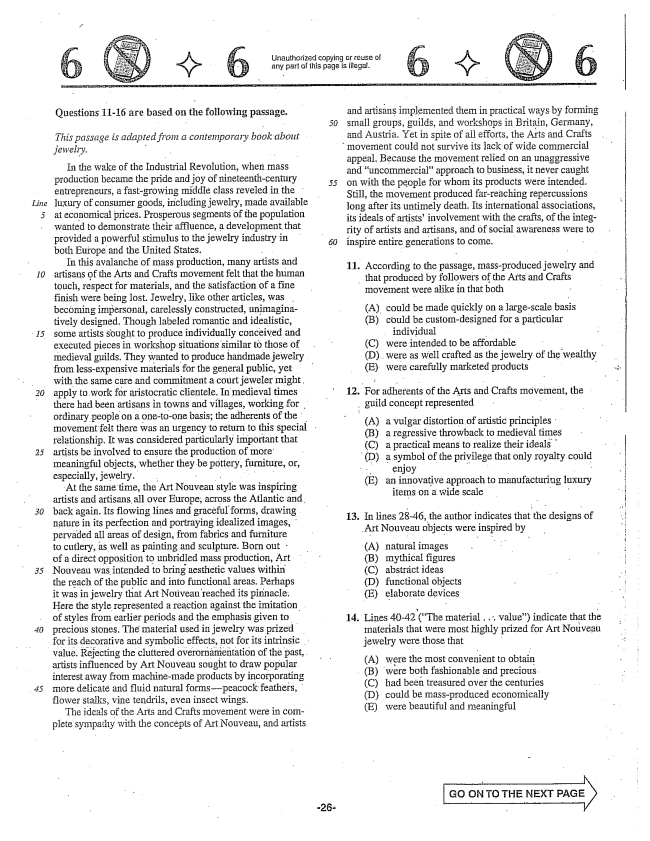 6 6 Unauthorized copying or reuse of
any part of this page is illegal. 6 6
Questions 11-16 are based on the following passage.
This passage is adapted from a contemporary book about
jewelry.
In the wake of the Industrial Revolution, when mass
production became the pride and joy of nineteenth-century
entrepreneurs, a fast-growing middle class reveled in the
Line luxury of consumer goods, including jewelry, made available
5 at economical prices. Prosperous segments of the population
wanted to demonstrate their affluence, a development that
provided a powerful stimulus to the jewelry industry in
both Europe and the United States.
In this avalanche of mass production, many artists and
10 artisans of the Arts and Crafts movement felt that the human
touch, respect for materials, and the satisfaction of a fine
finish were being lost. Jewelry, like other articles, was
becoming impersonal, carelessly constructed, unimagina-
tively designed. Though labeled romantic and idealistic,
15 some artists sought to produce individually conceived and
executed pieces in workshop situations similar to those of
medieval guilds. They wanted to produce handmade jewelry
from less-expensive materials for the general public, yet
with the same care and commitment a court jeweler might
20 apply to work for aristocratic clientele. In medieval times
there had been artisans in towns and villages, working for
ordinary people on a one-to-one basis; the adherents of the
movement felt there was an urgency to return to this special
relationship. It was considered particularly important that
25 artists be involved to ensure the production of more
meaningful objects, whether they be pottery, furniture, or,
especially, jewelry.
At the same time, the Art Nouveau style was inspiring
artists and artisans all over Europe, across the Atlantic and
30 back again. Its flowing lines and graceful forms, drawing
nature in its perfection and portraying idealized images,
pervaded all areas of design, from fabrics and furniture
to cutlery, as well as painting and sculpture. Born out
of a direct opposition to unbridled mass production, Art
35 Nouveau was intended to bring aesthetic values within
the reach of the public and into functional areas. Perhaps
it was in jewelry that Art Nouveau reached its pinnacle.
Here the style represented a reaction against the imitation
of styles from earlier periods and the emphasis given to
40 precious stones. The material used in jewelry was prized
for its decorative and symbolic effects, not for its intrinsic
value. Rejecting the cluttered overornamentation of the past,
artists influenced by Art Nouveau sought to draw popular
interest away from machine-made products by incorporating
45 more delicate and fluid natural forms—peacock feathers,
flower stalks, vine tendrils, even insect wings.
The ideals of the Arts and Crafts movement were in com-
plete sympathy with the concepts of Art Nouveau, and artists
and artisans implemented them in practical ways by forming
50 small groups, guilds, and workshops in Britain, Germany,
and Austria. Yet in spite of all efforts, the Arts and Crafts
movement could not survive its lack of wide commercial
appeal. Because the movement relied on an unaggressive
and "uncommercial" approach to business, it never caught
55 on with the people for whom its products were intended.
Still, the movement produced far-reaching repercussions
long after its untimely death. Its international associations,
its ideals of artists' involvement with the crafts, of the integ-
rity of artists and artisans, and of social awareness were to
60 inspire entire generations to come.
11. According to the passage, mass-produced jewelry and
that produced by followers of the Arts and Crafts
movement were alike in that both
(A) could be made quickly on a large-scale basis
(B) could be custom-designed for a particular
individual
(C) were intended to be affordable
(D) were as well crafted as the jewelry of the wealthy
(E) were carefully marketed products
12. For adherents of the Arts and Crafts movement, the
guild concept represented
(A) a vulgar distortion of artistic principles
(B) a regressive throwback to medieval times
(C) a practical means to realize their ideals
(D) a symbol of the privilege that only royalty could
enjoy
(E) an innovative approach to manufacturing luxury
items on a wide scale
13. In lines 28-46, the author indicates that the designs of
Art Nouveau objects were inspired by
(A) natural images
(B) mythical figures
(C) abstract ideas
(D) functional objects
(E) elaborate devices
14. Lines 40-42 ("The material . . . value") indicate that the
materials that were most highly prized for Art Nouveau
jewelry were those that
(A) were the most convenient to obtain
(B) were both fashionable and precious
(C) had been treasured over the centuries
(D) could be mass-produced economically
(E) were beautiful and meaningful
GO ON TO THE NEXT PAGE
-26-